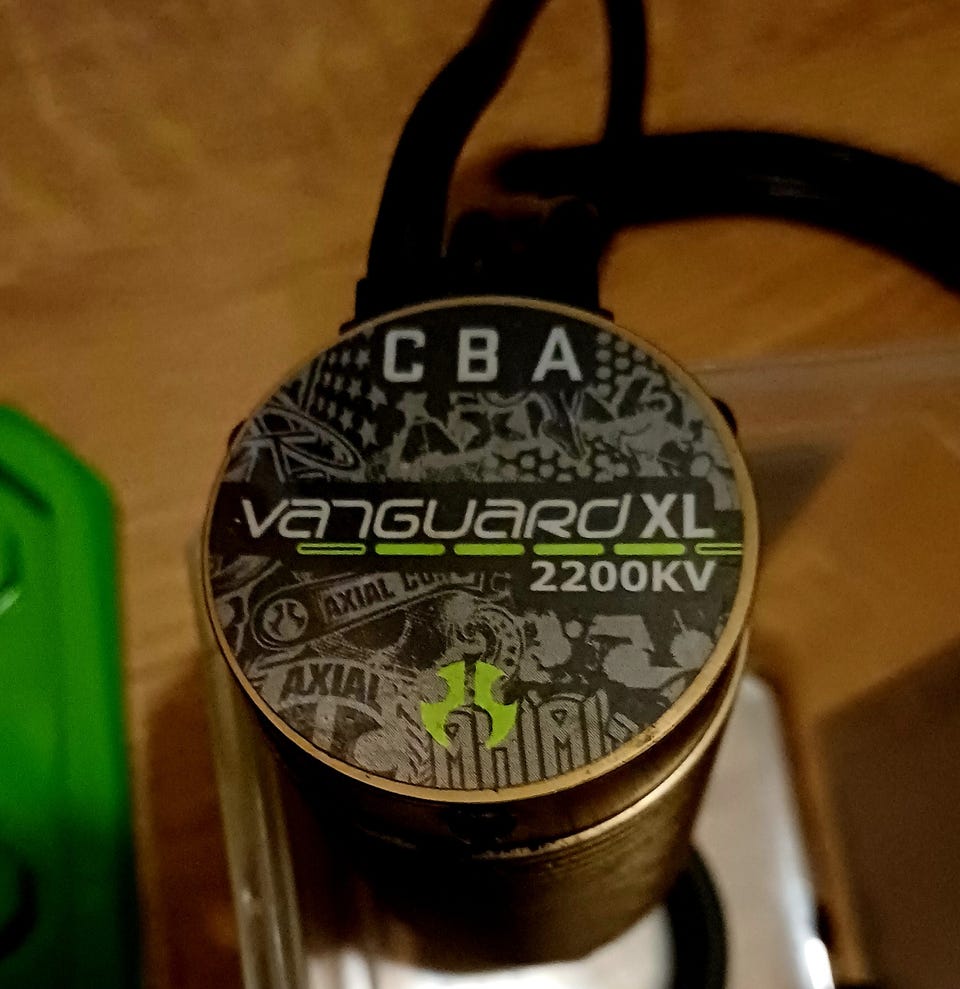 C B A
VANGUARD XL
2200KV
AXIAL
AXIAL